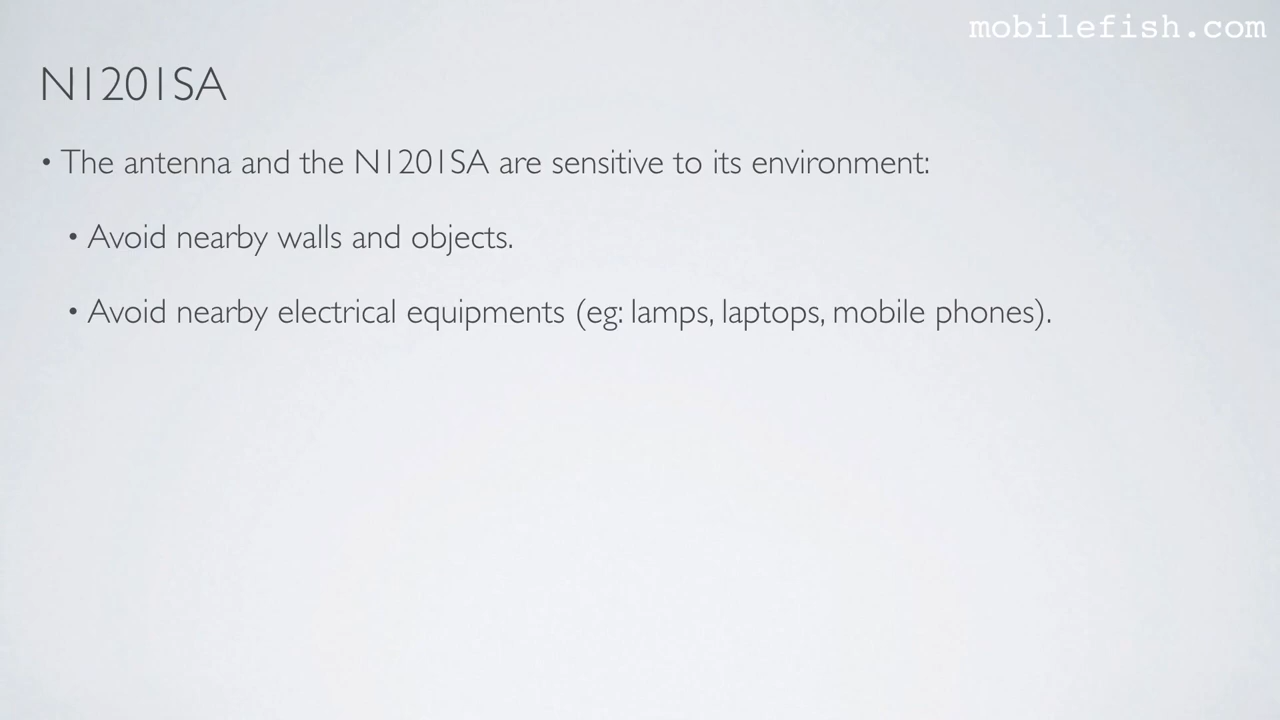 mobilefish.com
N1201SA
• The antenna and the N1201SA are sensitive to its environment:
• Avoid nearby walls and objects.
• Avoid nearby electrical equipments (eg: lamps, laptops, mobile phones).